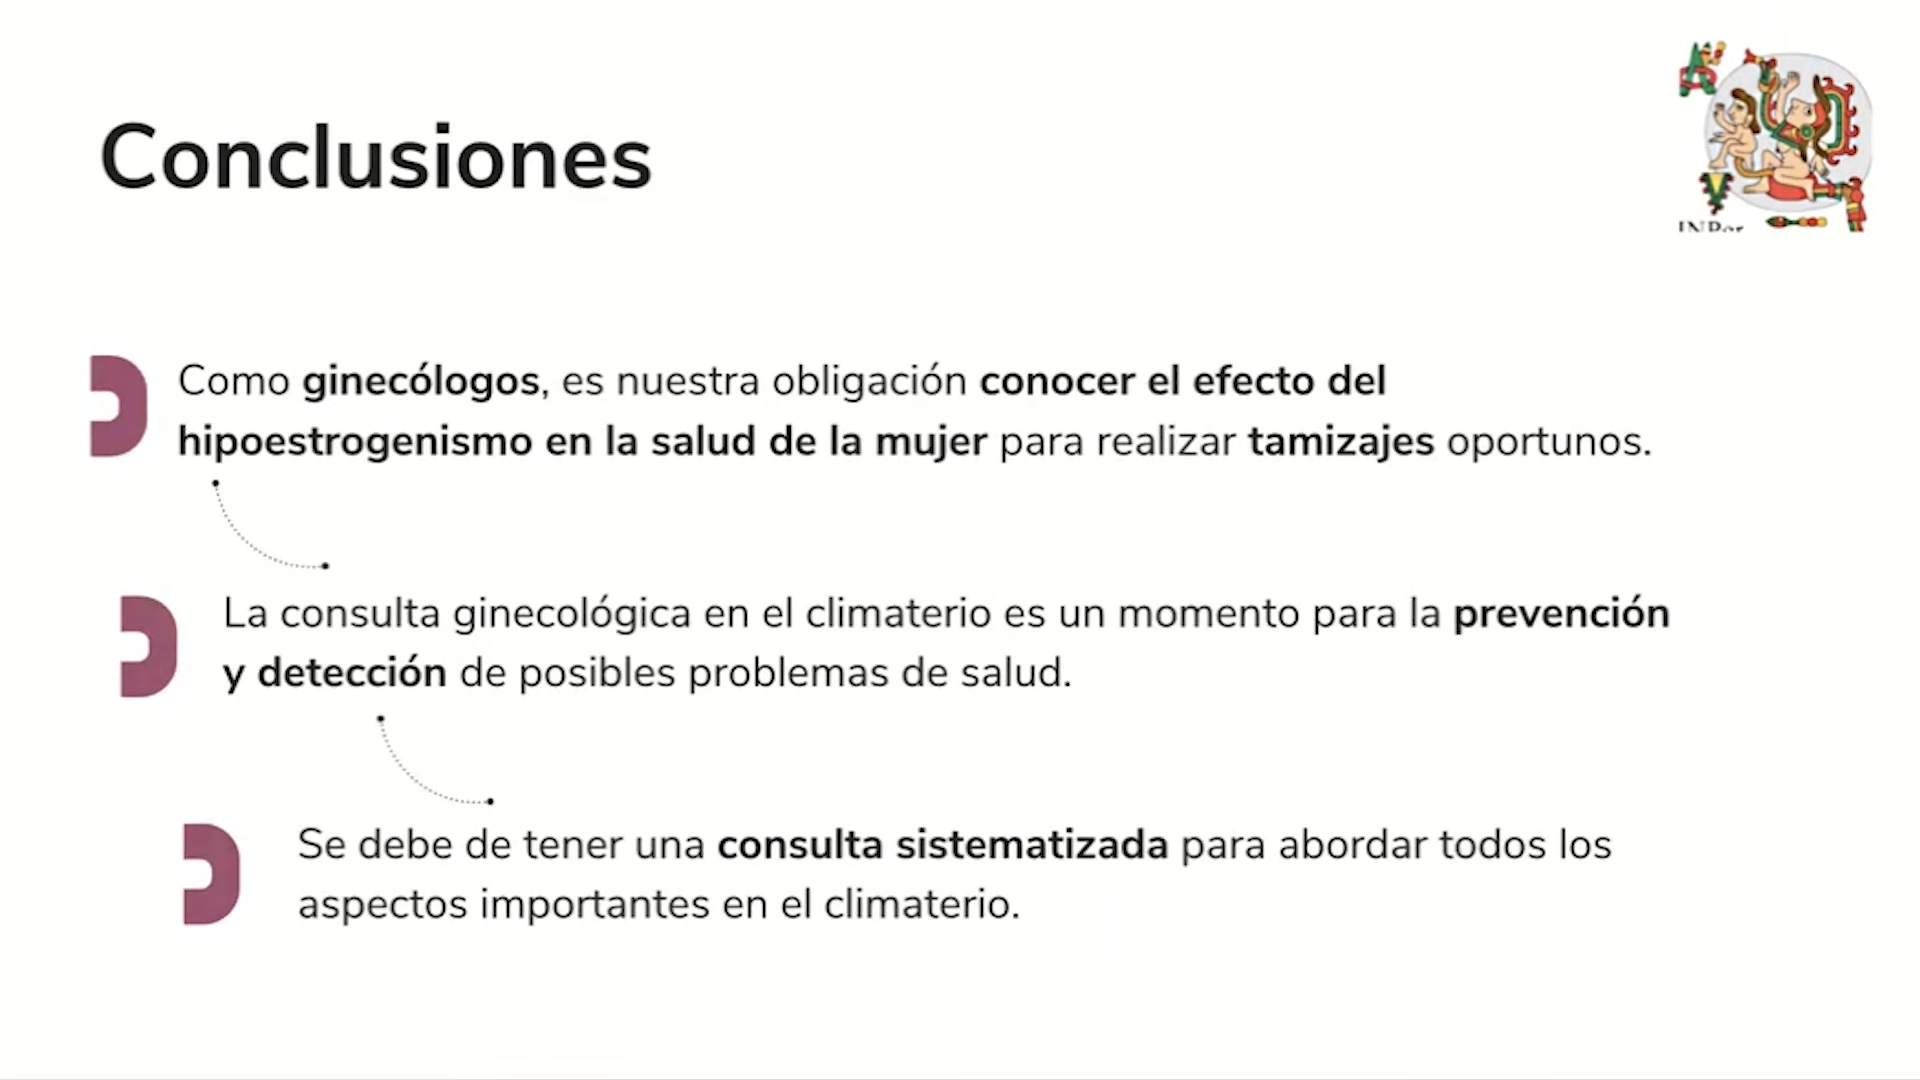 Conclusiones
Como ginecólogos, es nuestra obligación conocer el efecto del
hipoestrogenismo en la salud de la mujer para realizar tamizajes oportunos.
La consulta ginecológica en el climaterio es un momento para la prevención
y detección de posibles problemas de salud.
Se debe de tener una consulta sistematizada para abordar todos los
aspectos importantes en el climaterio.